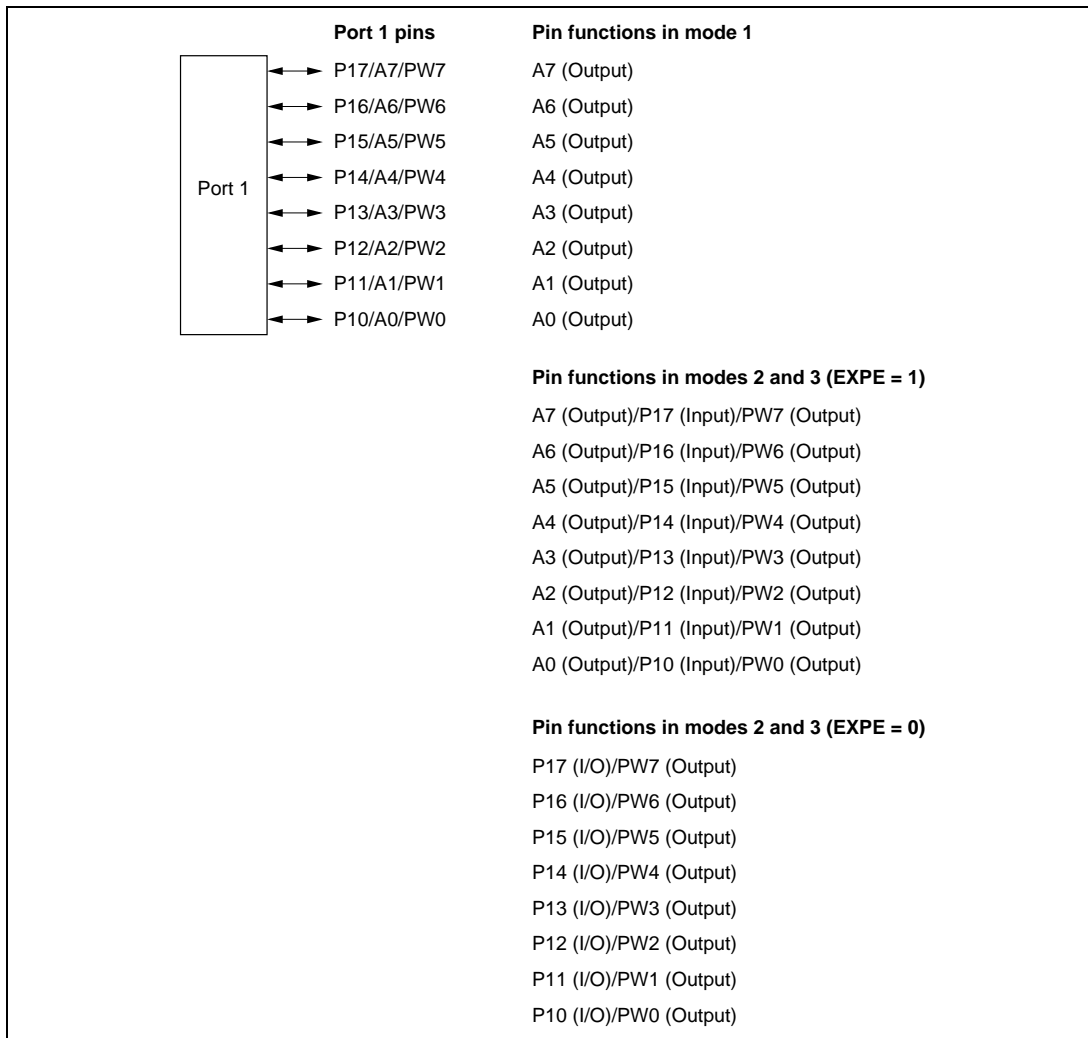 Port 1 pins Pin functions in mode 1
P17/A7/PW7 A7 (Output)
P16/A6/PW6 A6 (Output)
P15/A5/PW5 A5 (Output)
P14/A4/PW4 A4 (Output)
Port 1
P13/A3/PW3 A3 (Output)
P12/A2/PW2 A2 (Output)
P11/A1/PW1 A1 (Output)
P10/A0/PW0 A0 (Output)
Pin functions in modes 2 and 3 (EXPE = 1)
A7 (Output)/P17 (Input)/PW7 (Output)
A6 (Output)/P16 (Input)/PW6 (Output)
A5 (Output)/P15 (Input)/PW5 (Output)
A4 (Output)/P14 (Input)/PW4 (Output)
A3 (Output)/P13 (Input)/PW3 (Output)
A2 (Output)/P12 (Input)/PW2 (Output)
A1 (Output)/P11 (Input)/PW1 (Output)
A0 (Output)/P10 (Input)/PW0 (Output)
Pin functions in modes 2 and 3 (EXPE = 0)
P17 (I/O)/PW7 (Output)
P16 (I/O)/PW6 (Output)
P15 (I/O)/PW5 (Output)
P14 (I/O)/PW4 (Output)
P13 (I/O)/PW3 (Output)
P12 (I/O)/PW2 (Output)
P11 (I/O)/PW1 (Output)
P10 (I/O)/PW0 (Output)